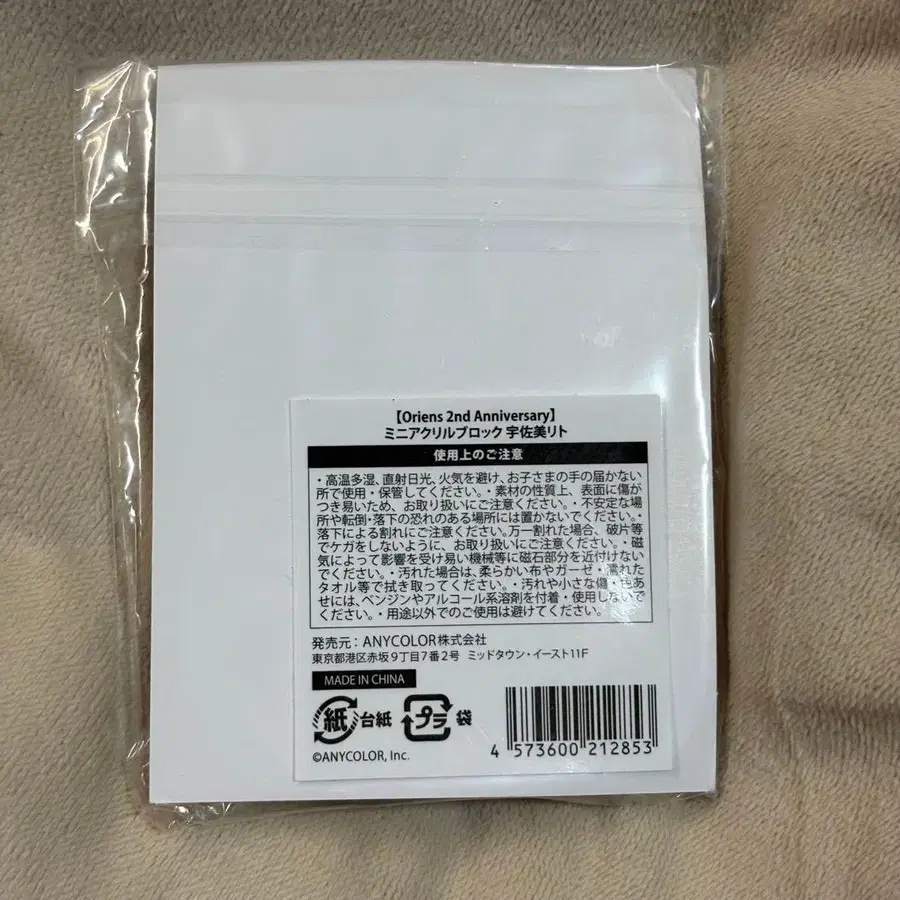 【Oriens 2nd Anniversary】
ミニアクリルブロック 宇佐美リト
使用上のご注意
・高温多湿、直射日光、火気を避け、お子さまの手の届かない
所で使用・保管してください。・素材の性質上、表面に傷が
つき易いため、お取り扱いにご注意ください。・不安定な場
所や転倒・落下の恐れのある場所には置かないでください。・
落下による割れにご注意ください。万一割れた場合、破片等
でケガをしないように、お取り扱いにご注意ください。・磁
気によって影響を受け易い機械等に磁石部分を近付けない
でください。・汚れた場合は、柔らかい布やガーゼ・濡れた
タオル等で拭き取ってください。・汚れや小さな傷・色あ
せには、ベンジンやアルコール系溶剤を付着・使用しないで
ください。・用途以外でのご使用は避けてください。
発売元：ANYCOLOR株式会社
東京都港区赤坂9丁目7番2号 ミッドタウン・イースト11F
MADE IN CHINA
紙 台紙 プラ 袋
4 573600 212853
©ANYCOLOR, Inc.